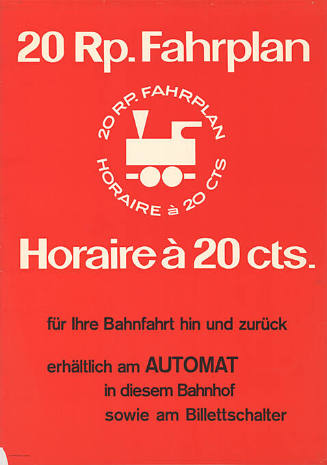 20 Rp. Fahrplan
20 RP. FAHRPLAN
HORAIRE à 20 CTS
Horaire à 20 cts.
für Ihre Bahnfahrt hin und zurück
erhältlich am AUTOMAT
in diesem Bahnhof
sowie am Billettschalter